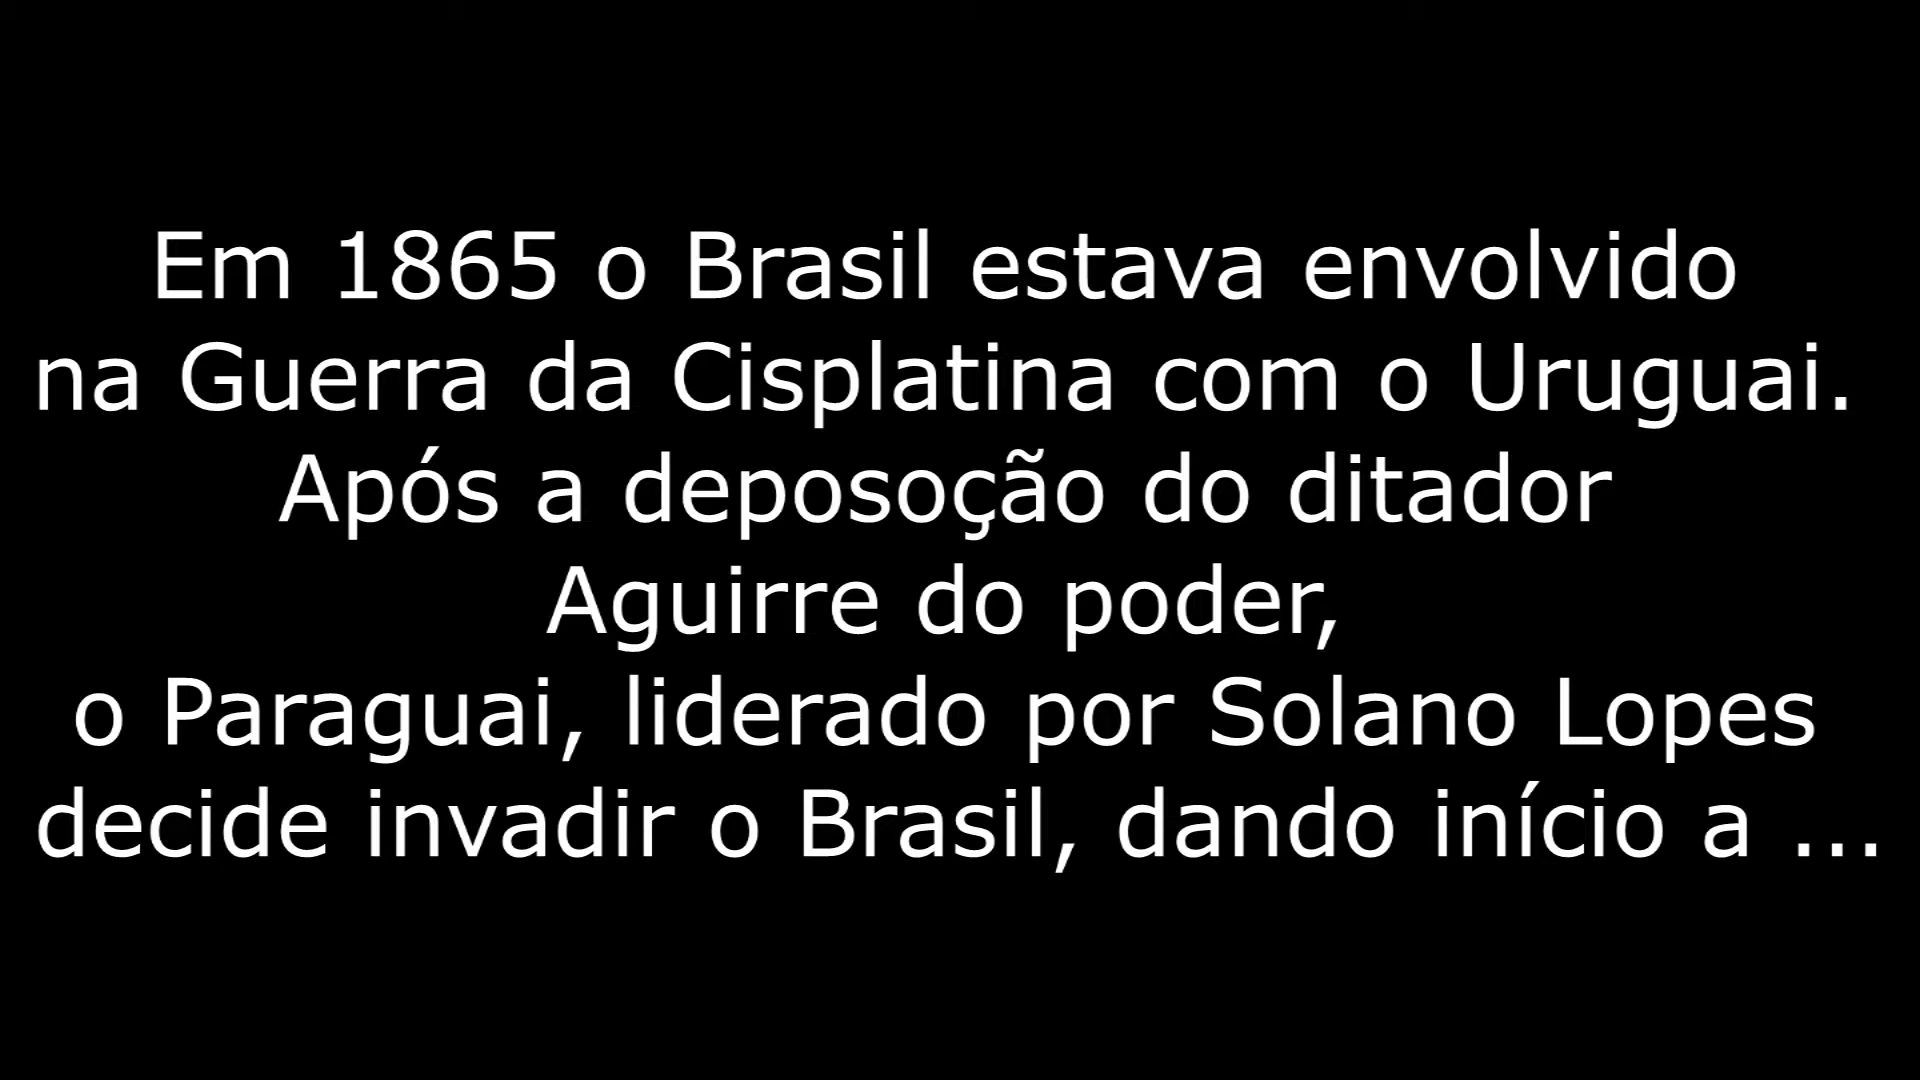 Em 1865 o Brasil estava envolvido
na Guerra da Cisplatina com o Uruguai.
Após a deposoção do ditador
Aguirre do poder,
o Paraguai, liderado por Solano Lopes
decide invadir o Brasil, dando início a ...